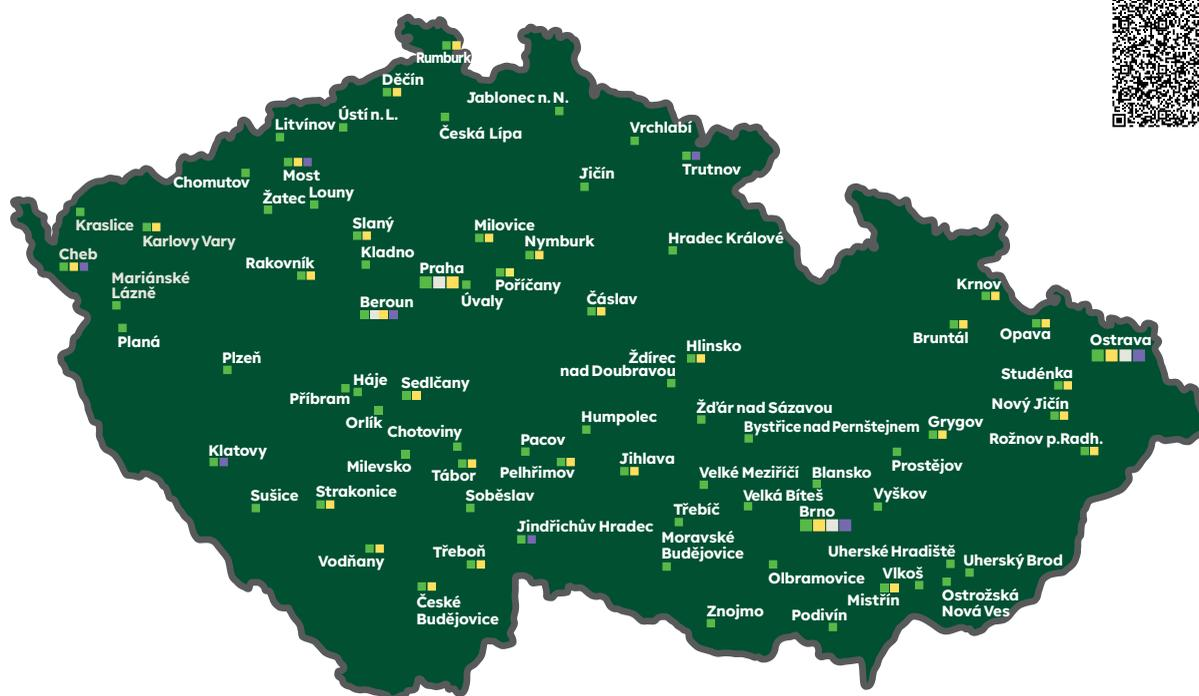 Rumburk
Děčín
Jablonec n. N.
Ústí n. L.
Litvínov
Česká Lípa
Vrchlabí
Trutnov
Most
Jičín
Chomutov
Žatec
Louny
Kraslice
Karlovy Vary
Slaný
Milovice
Nymburk
Hradec Králové
Cheb
Kladno
Rakovník
Praha
Mariánské
Lázně
Poříčany
Úvaly
Krnov
Beroun
Čáslav
Bruntál
Opava
Ostrava
Planá
Plzeň
Hlinsko
Ždírec
nad Doubravou
Studénka
Háje
Sedlčany
Příbram
Nový Jičín
Žďár nad Sázavou
Orlík
Humpolec
Grygov
Bystřice nad Pernštejnem
Chotoviny
Rožnov p.Radh.
Pacov
Klatovy
Jihlava
Milevsko
Prostějov
Tábor
Pelhřimov
Velké Meziříčí
Blansko
Strakonice
Sušice
Soběslav
Velká Bíteš
Vyškov
Třebíč
Brno
Jindřichův Hradec
Moravské
Budějovice
Třeboň
Uherské Hradiště
Vodňany
Uherský Brod
Olbramovice
Vlkoš
České
Budějovice
Mistřín
Ostrožská
Nová Ves
Znojmo
Podivín